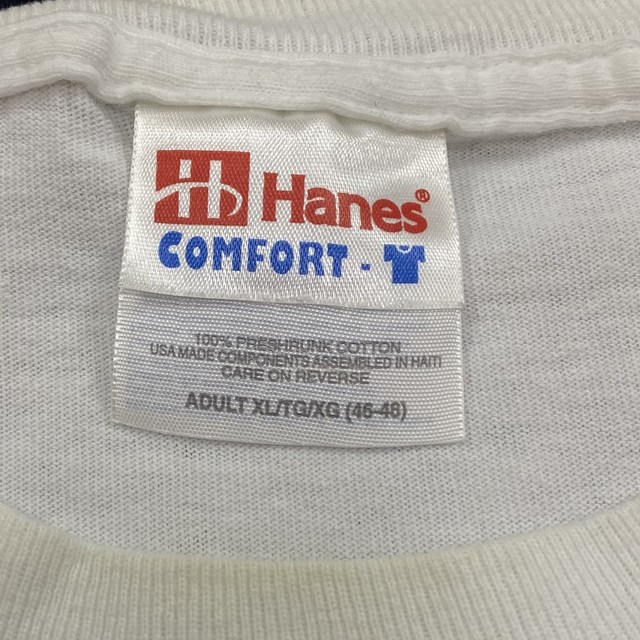 H Hanes®
COMFORT -
100% PRESHRUNK COTTON
USA MADE COMPONENTS ASSEMBLED IN HAITI
CARE ON REVERSE
ADULT XL/TG/XG (46-48)